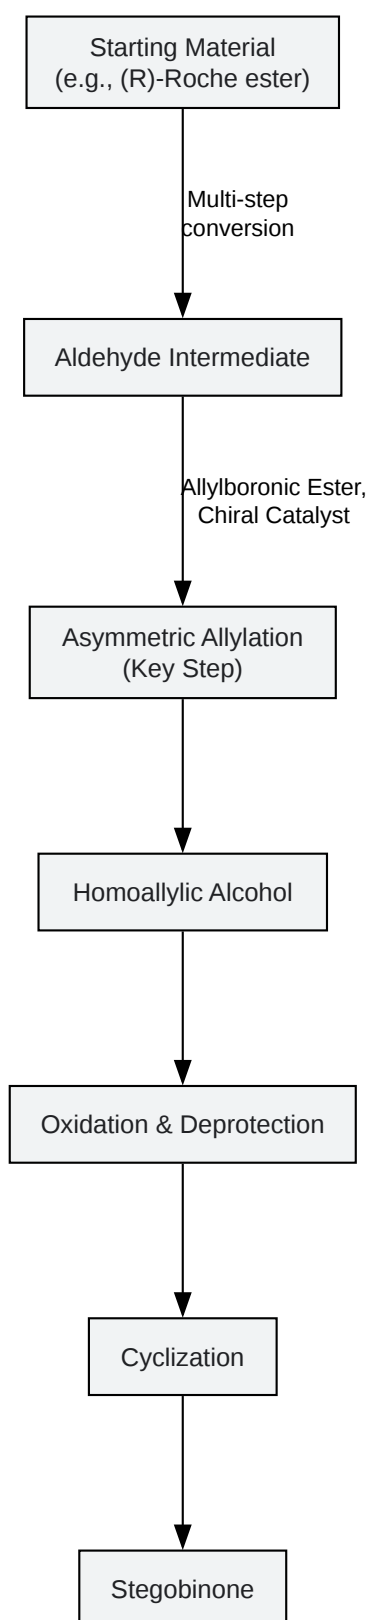 Starting Material
(e.g., (R)-Roche ester)
Multi-step
conversion
Aldehyde Intermediate
Allylboronic Ester,
Chiral Catalyst
Asymmetric Allylation
(Key Step)
Homoallylic Alcohol
Oxidation & Deprotection
Cyclization
Stegobinone